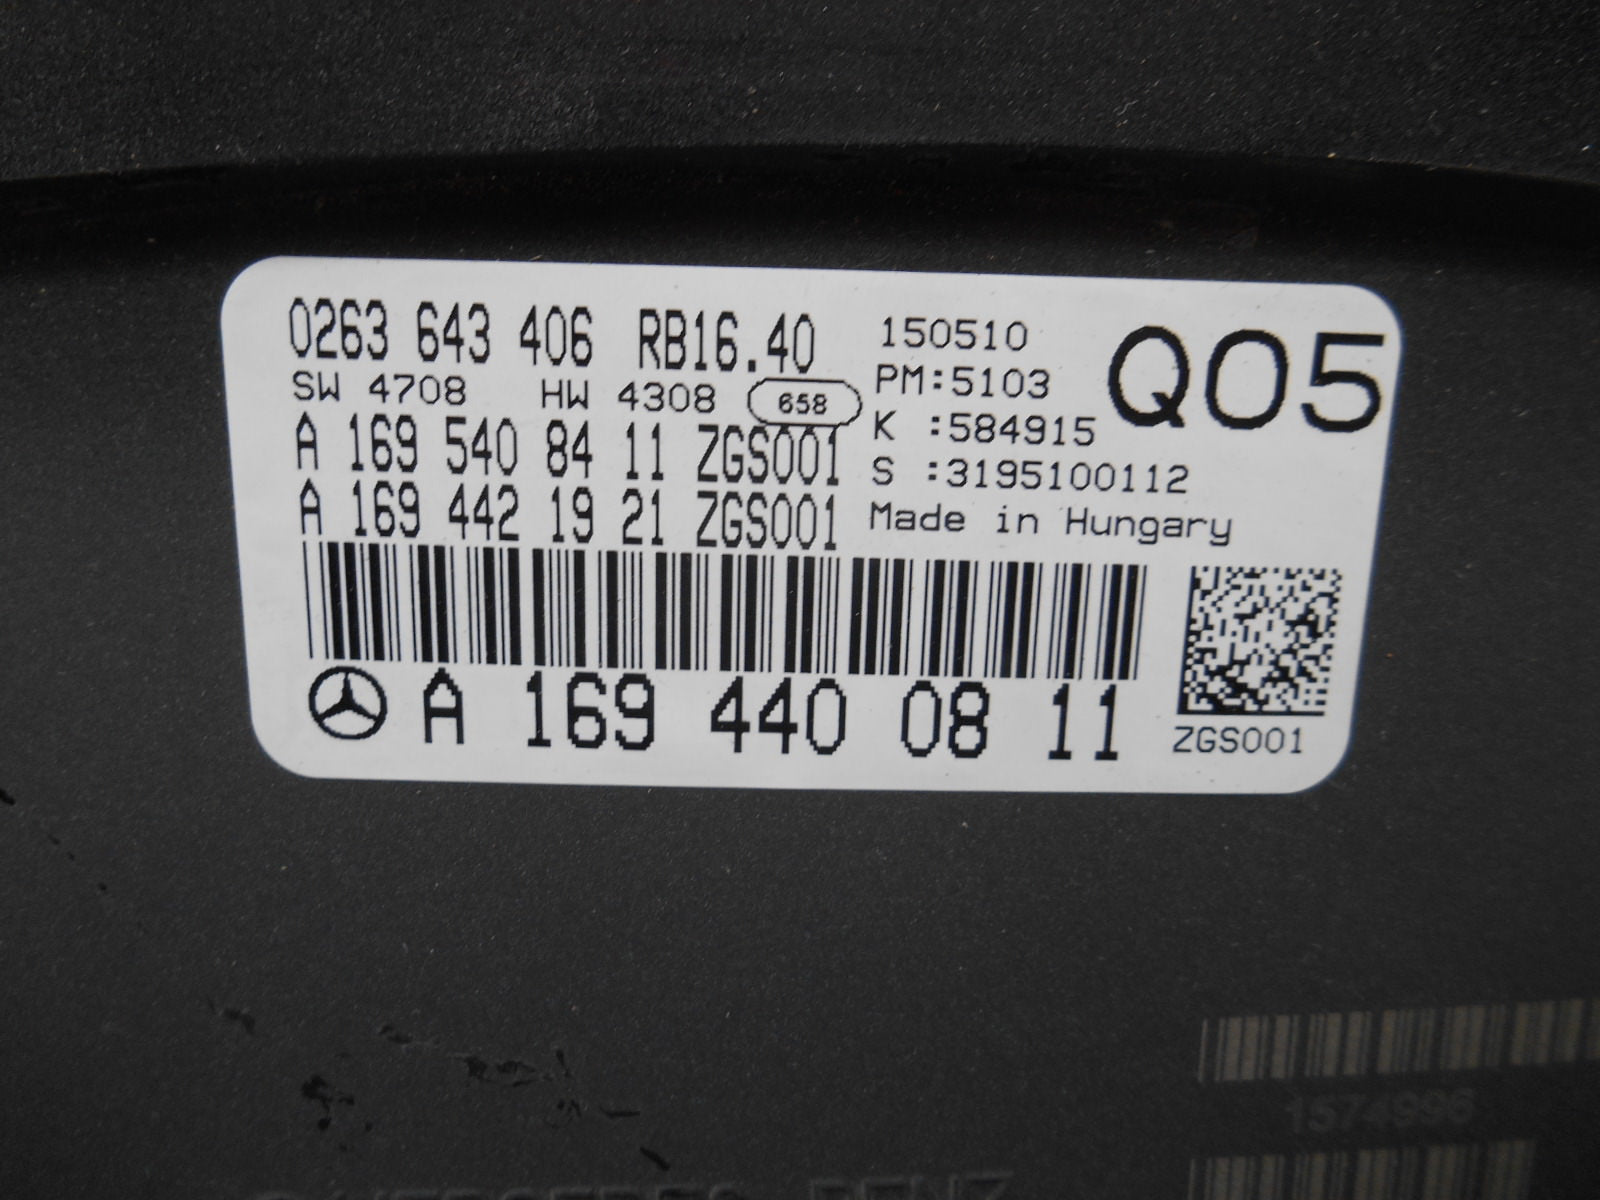 0263 643 406 RB16.40
SW 4708 HW 4308 658
A 169 540 84 11 ZGS001
A 169 442 19 21 ZGS001
150510
PM:5103
K :584915
S :3195100112
Made in Hungary
Q05
A 169 440 08 11
ZGS001
1574996